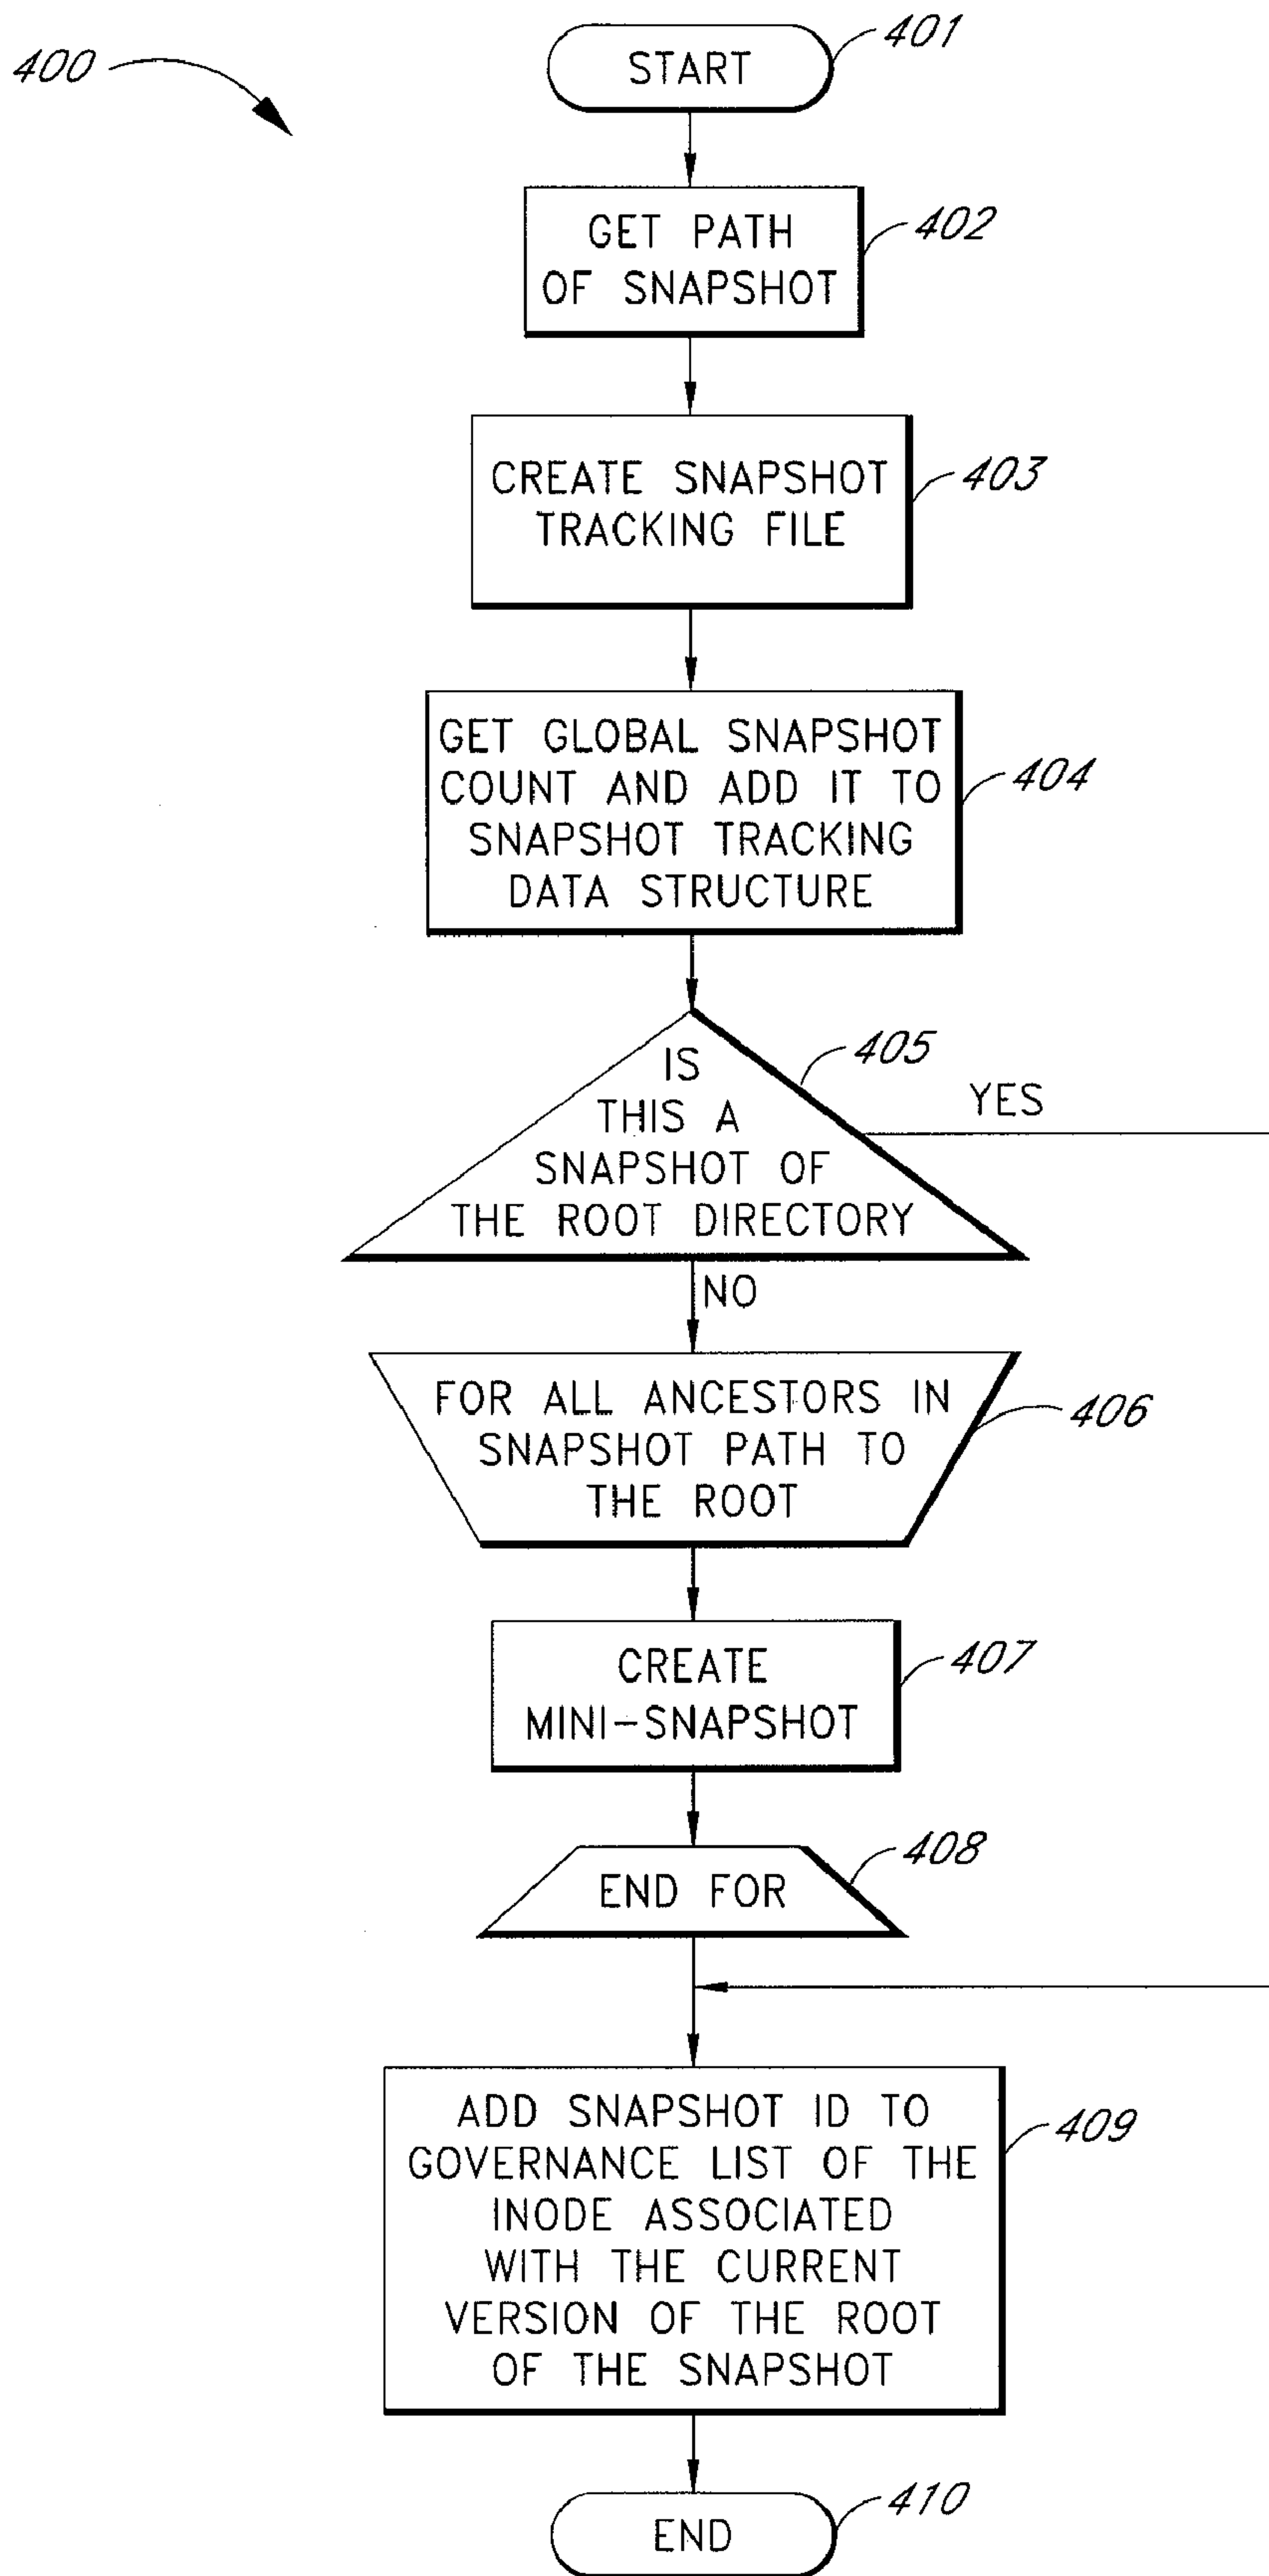 400
START
401
GET PATH
OF SNAPSHOT
402
CREATE SNAPSHOT
TRACKING FILE
403
GET GLOBAL SNAPSHOT
COUNT AND ADD IT TO
SNAPSHOT TRACKING
DATA STRUCTURE
404
IS
THIS A
SNAPSHOT OF
THE ROOT DIRECTORY
405
YES
NO
FOR ALL ANCESTORS IN
SNAPSHOT PATH TO
THE ROOT
406
CREATE
MINI-SNAPSHOT
407
END FOR
408
ADD SNAPSHOT ID TO
GOVERNANCE LIST OF THE
INODE ASSOCIATED
WITH THE CURRENT
VERSION OF THE ROOT
OF THE SNAPSHOT
409
END
410